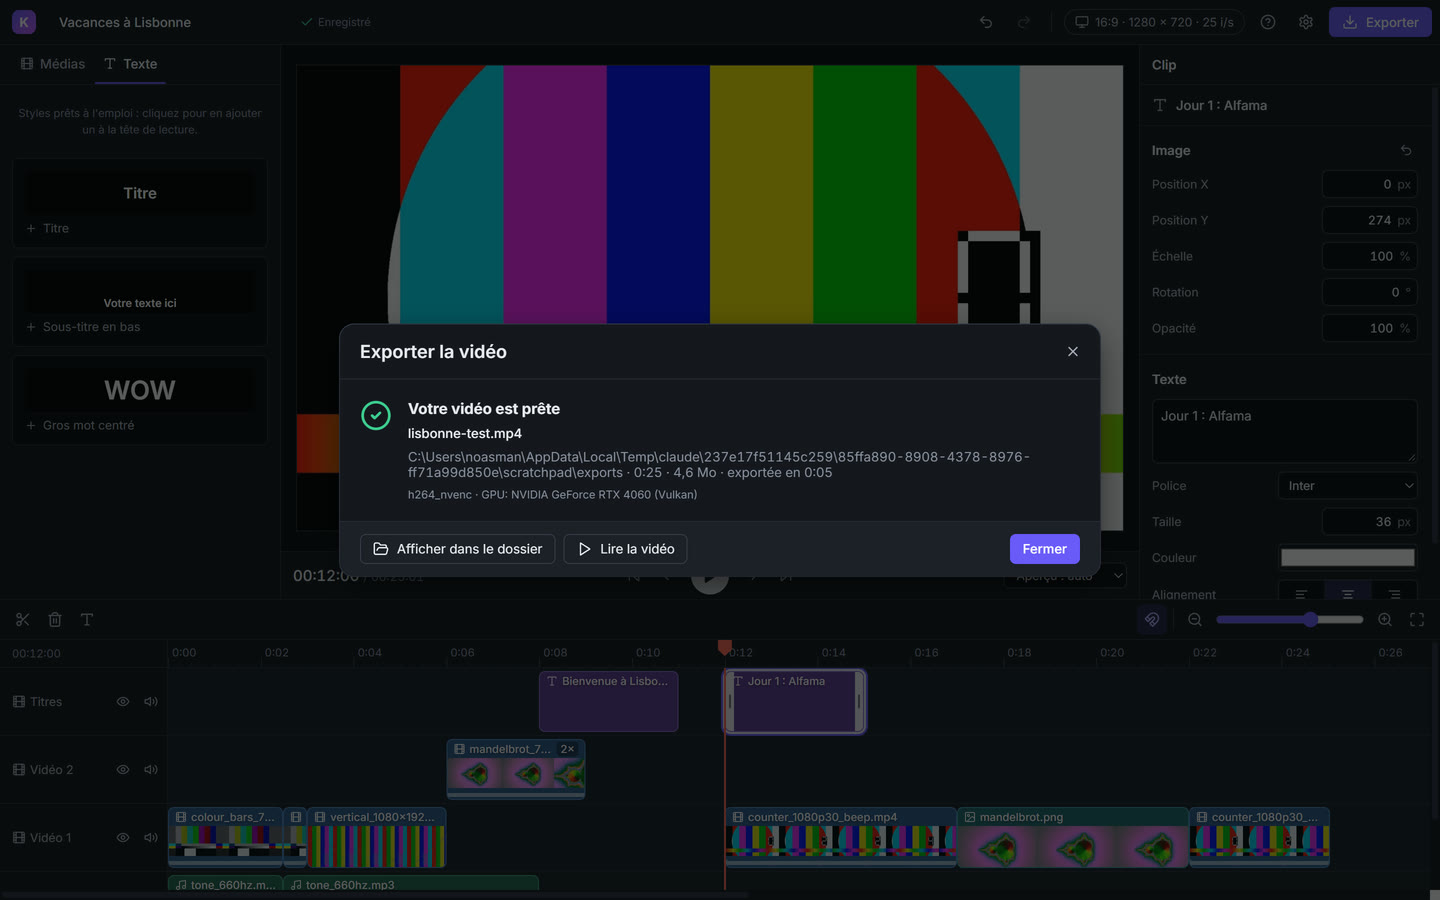 K
Vacances à Lisbonne
Enregistré
16:9 · 1280 × 720 · 25 i/s
Exporter
Médias
Texte
Styles prêts à l'emploi : cliquez pour en ajouter
un à la tête de lecture.
Titre
+ Titre
Votre texte ici
+ Sous-titre en bas
WOW
+ Gros mot centré
Clip
Jour 1 : Alfama
Image
Position X
0 px
Position Y
274 px
Échelle
100 %
Rotation
0 °
Opacité
100 %
Texte
Jour 1 : Alfama
Police
Inter
Taille
36 px
Couleur
Alignement
Exporter la vidéo
Votre vidéo est prête
lisbonne-test.mp4
C:\Users\noasman\AppData\Local\Temp\claude\237e17f51145c259\85ffa890-8908-4378-8976-
ff71a99d850e\scratchpad\exports · 0:25 · 4,6 Mo · exportée en 0:05
h264_nvenc · GPU: NVIDIA GeForce RTX 4060 (Vulkan)
Afficher dans le dossier
Lire la vidéo
Fermer
00:12:00
Aperçu : auto
00:12:00
0:00
0:02
0:04
0:06
0:08
0:10
0:12
0:14
0:16
0:18
0:20
0:22
0:24
0:26
Titres
Bienvenue à Lisbo...
Jour 1 : Alfama
Vidéo 2
mandelbrot_7...
2×
Vidéo 1
colour_bars_7...
vertical_1080×192...
counter_1080p30_beep.mp4
mandelbrot.png
counter_1080p30_...
tone_660hz.m...
tone_660hz.mp3